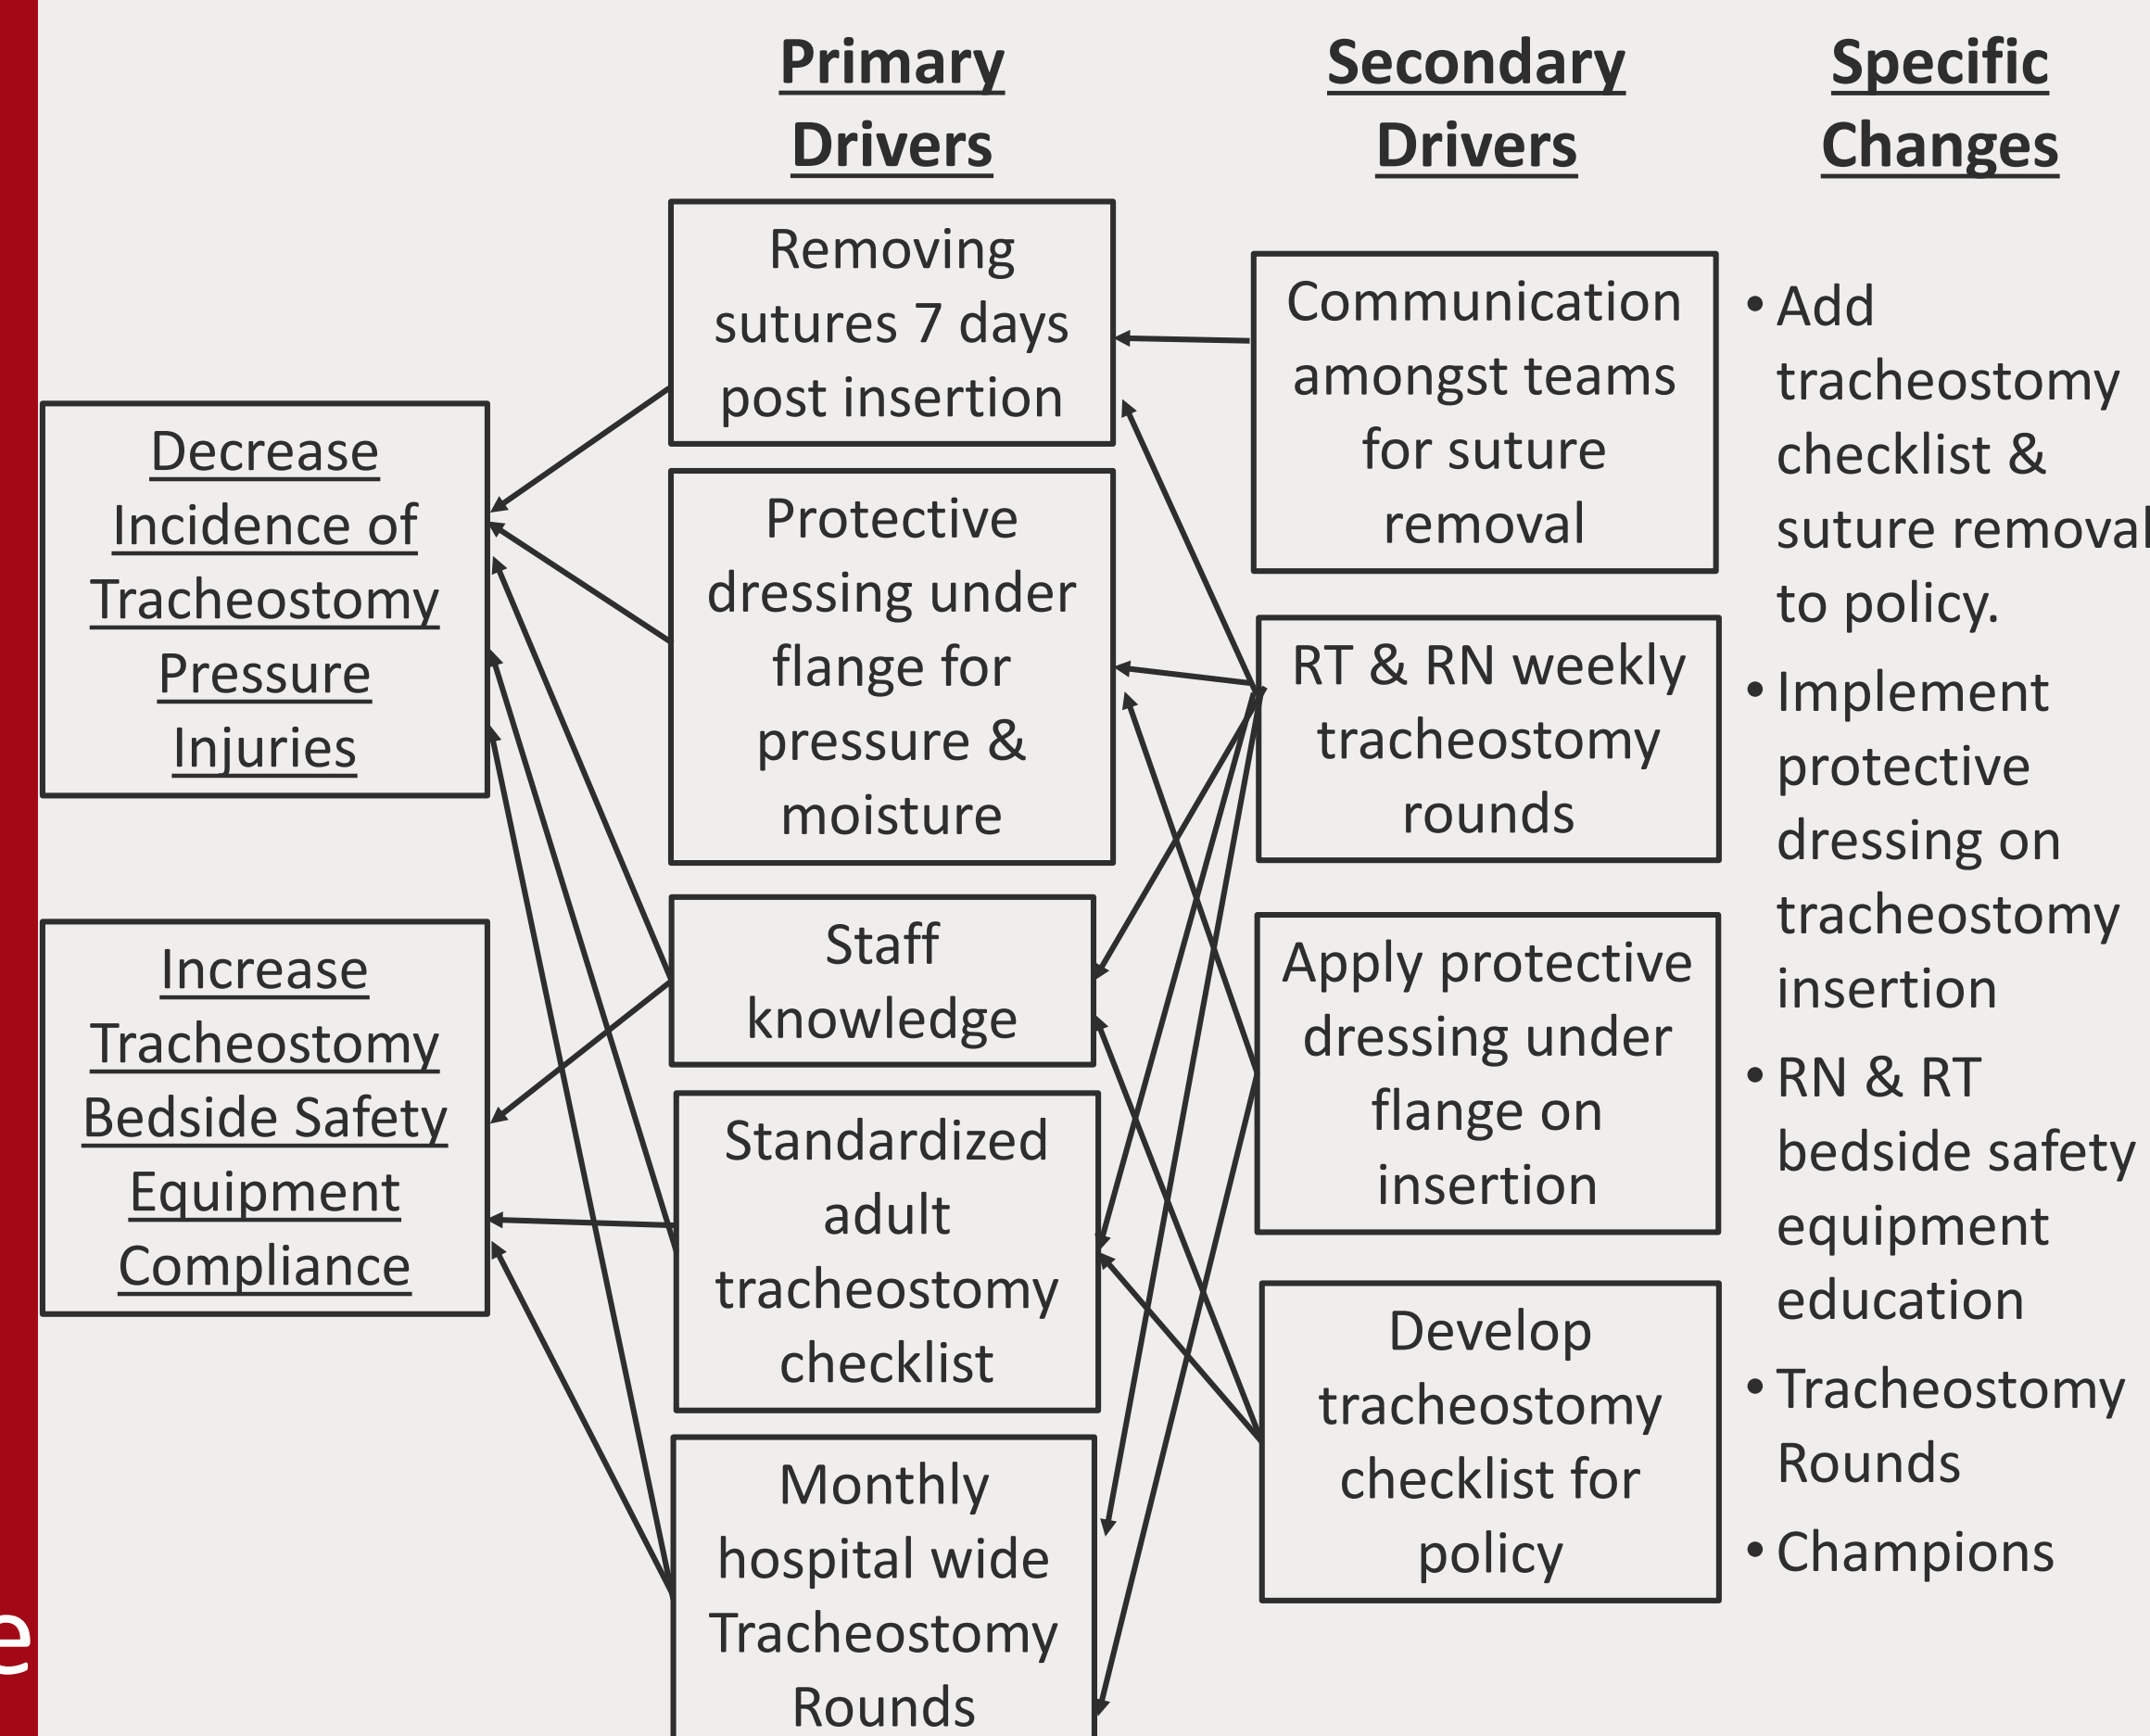 Primary
Drivers
Secondary
Drivers
Specific
Changes
Decrease
Incidence of
Tracheostomy
Pressure
Injuries
Increase
Tracheostomy
Bedside Safety
Equipment
Compliance
Removing
sutures 7 days
post insertion
Protective
dressing under
flange for
pressure &
moisture
Staff
knowledge
Standardized
adult
tracheostomy
checklist
Monthly
hospital wide
Tracheostomy
Rounds
Communication
amongst teams
for suture
removal
RT & RN weekly
tracheostomy
rounds
Apply protective
dressing under
flange on
insertion
Develop
tracheostomy
checklist for
policy
• Add
tracheostomy
checklist &
suture removal
to policy.
• Implement
protective
dressing on
tracheostomy
insertion
• RN & RT
bedside safety
equipment
education
• Tracheostomy
Rounds
• Champions
e